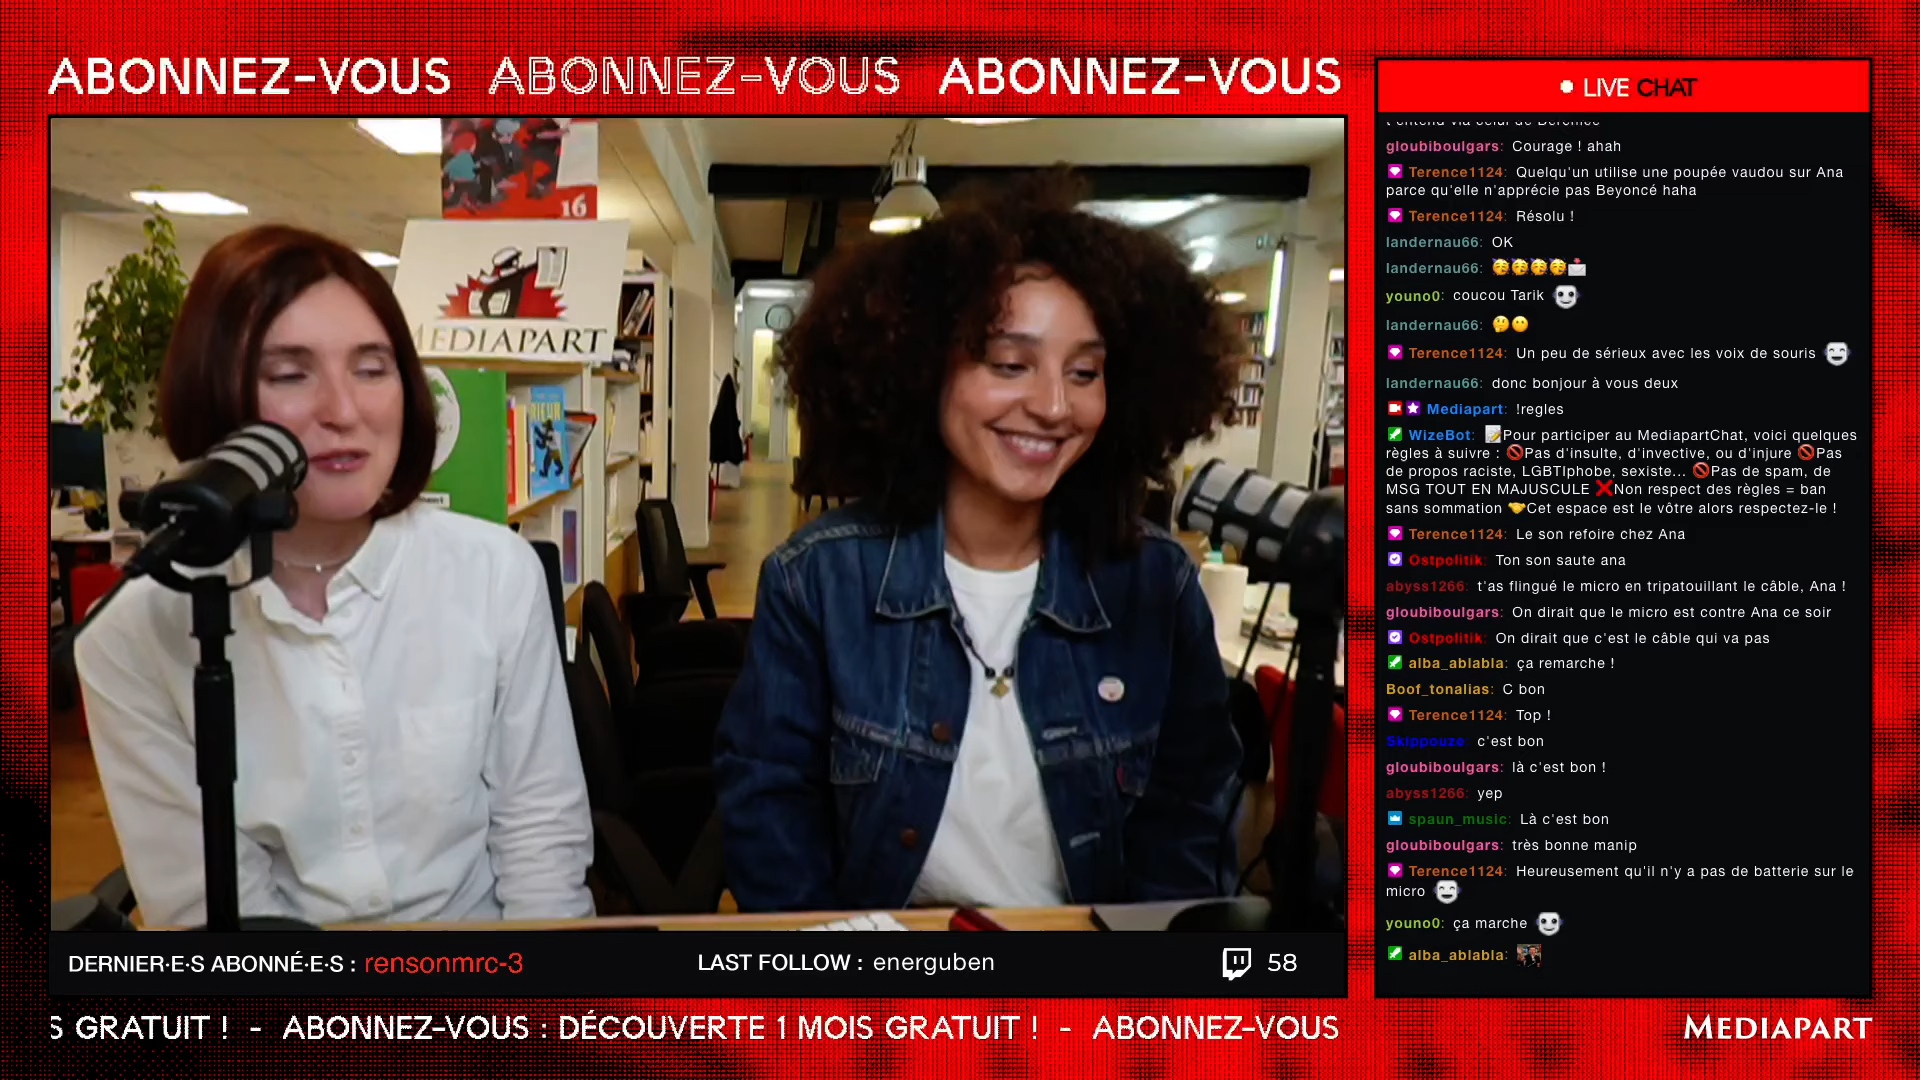 ABONNEZ-VOUS ABONNEZ-VOUS ABONNEZ-VOUS
16
MEDIAPART
DERNIER·E·S ABONNÉ·E·S : rensonmrc-3
LAST FOLLOW : energuben
58
S GRATUIT ! - ABONNEZ-VOUS : DÉCOUVERTE 1 MOIS GRATUIT ! - ABONNEZ-VOUS
LIVE CHAT
t'entend via celui de Bérénice
gloubiboulgars: Courage ! ahah
Terence1124: Quelqu'un utilise une poupée vaudou sur Ana
parce qu'elle n'apprécie pas Beyoncé haha
Terence1124: Résolu !
landernau66: OK
landernau66: 🥳🥳🥳🥳📩
youno0: coucou Tarik
landernau66: 🤔😶
Terence1124: Un peu de sérieux avec les voix de souris
landernau66: donc bonjour à vous deux
Mediapart: !regles
WizeBot: 📝Pour participer au MediapartChat, voici quelques
règles à suivre : 🚫Pas d'insulte, d'invective, ou d'injure 🚫Pas
de propos raciste, LGBTIphobe, sexiste... 🚫Pas de spam, de
MSG TOUT EN MAJUSCULE ❌Non respect des règles = ban
sans sommation 🤝Cet espace est le vôtre alors respectez-le !
Terence1124: Le son refoire chez Ana
Ostpolitik: Ton son saute ana
abyss1266: t'as flingué le micro en tripatouillant le câble, Ana !
gloubiboulgars: On dirait que le micro est contre Ana ce soir
Ostpolitik: On dirait que c'est le câble qui va pas
alba_ablabla: ça remarche !
Boof_tonalias: C bon
Terence1124: Top !
Skippouze: c'est bon
gloubiboulgars: là c'est bon !
abyss1266: yep
spaun_music: Là c'est bon
gloubiboulgars: très bonne manip
Terence1124: Heureusement qu'il n'y a pas de batterie sur le
micro
youno0: ça marche
alba_ablabla:
MEDIAPART